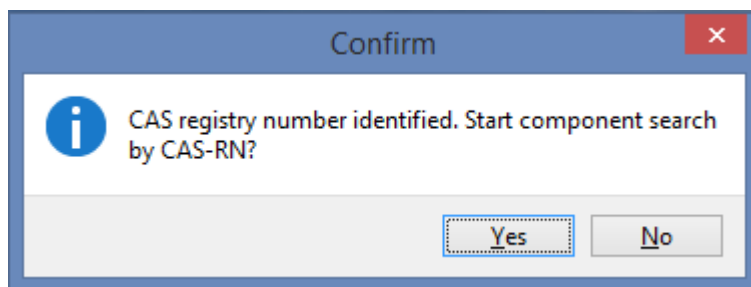 Confirm
CAS registry number identified. Start component search
by CAS-RN?
Yes
No